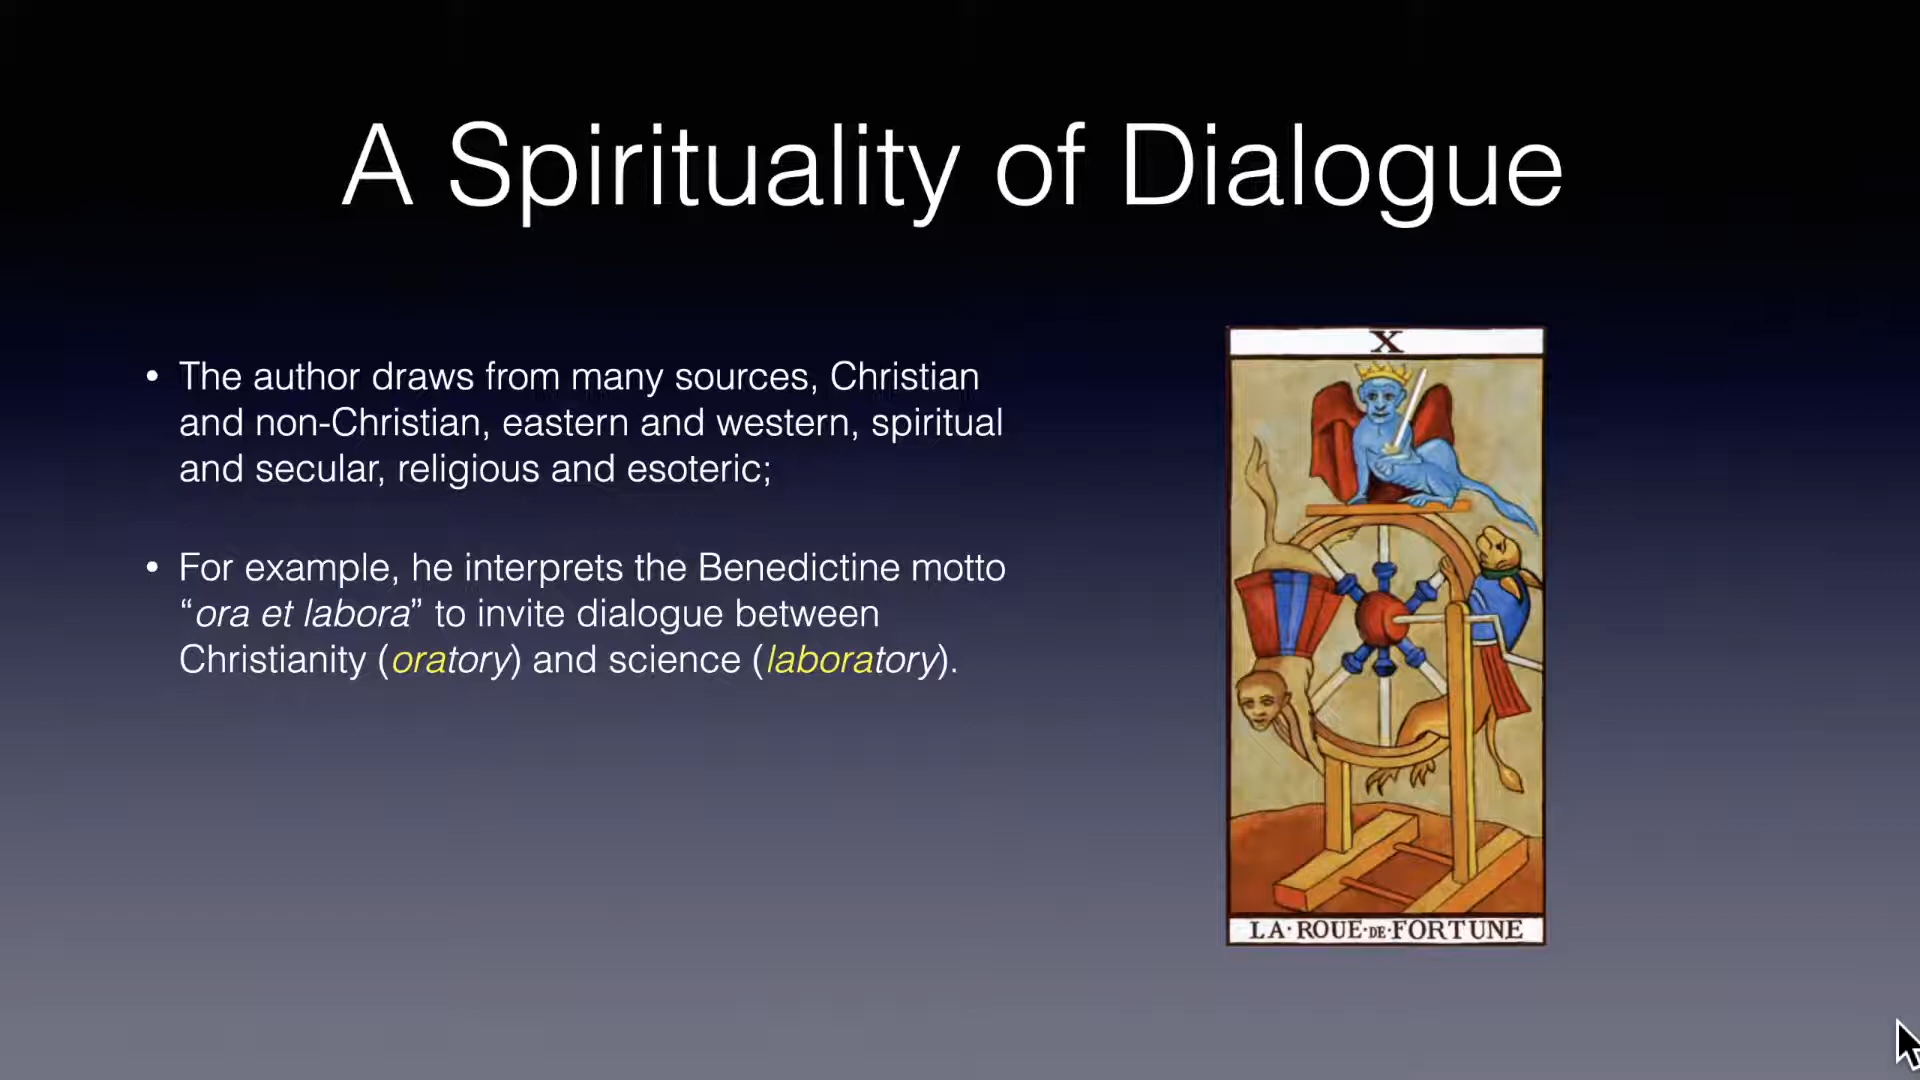 A Spirituality of Dialogue
• The author draws from many sources, Christian
and non-Christian, eastern and western, spiritual
and secular, religious and esoteric;
• For example, he interprets the Benedictine motto
“ora et labora” to invite dialogue between
Christianity (oratory) and science (laboratory).
X
LA·ROUE·DE·FORTUNE